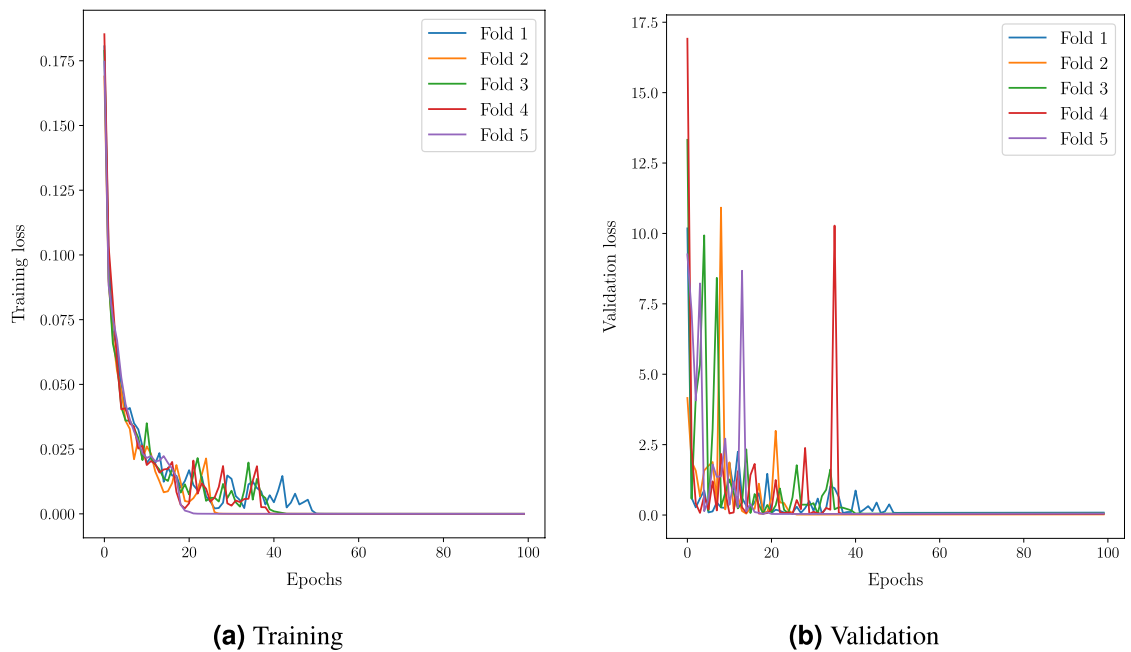 0.175
0.150
0.125
0.100
0.075
0.050
0.025
0.000
Training loss
0
20
40
60
80
100
Epochs
Fold 1
Fold 2
Fold 3
Fold 4
Fold 5
(a) Training
17.5
15.0
12.5
10.0
7.5
5.0
2.5
0.0
Validation loss
0
20
40
60
80
100
Epochs
Fold 1
Fold 2
Fold 3
Fold 4
Fold 5
(b) Validation